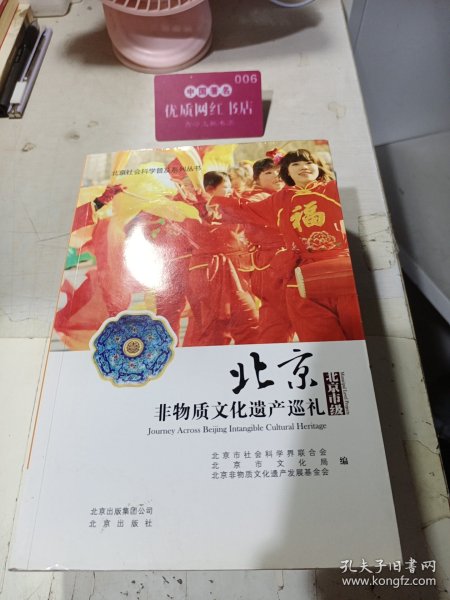 006
中国著名
优质网红书店
北京社会科学普及系列丛书
福
北京
北京市级
非物质文化遗产巡礼
Journey Across Beijing Intangible Cultural Heritage
北京市社会科学界联合会
北京市文化局
北京非物质文化遗产发展基金会
编
北京出版集团公司
北京出版社
孔夫子旧书网
www.kongfz.com